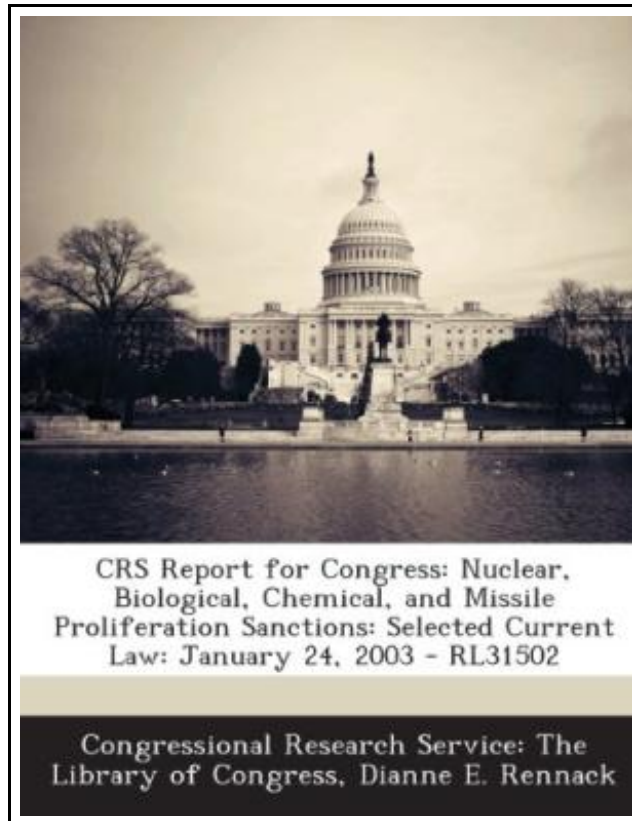 CRS Report for Congress: Nuclear,
Biological, Chemical, and Missile
Proliferation Sanctions: Selected Current
Law: January 24, 2003 - RL31502
Congressional Research Service: The
Library of Congress, Dianne E. Rennack